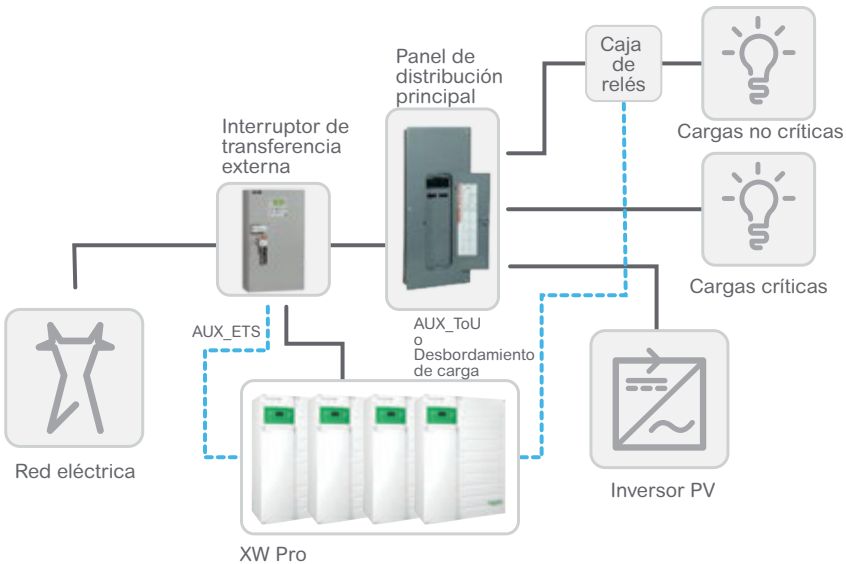 Caja
de
relés
Panel de
distribución
principal
Cargas no críticas
Interruptor de
transferencia
externa
Cargas críticas
AUX_ETS
AUX_ToU
o
Desbordamiento
de carga
Red eléctrica
Inversor PV
XW Pro